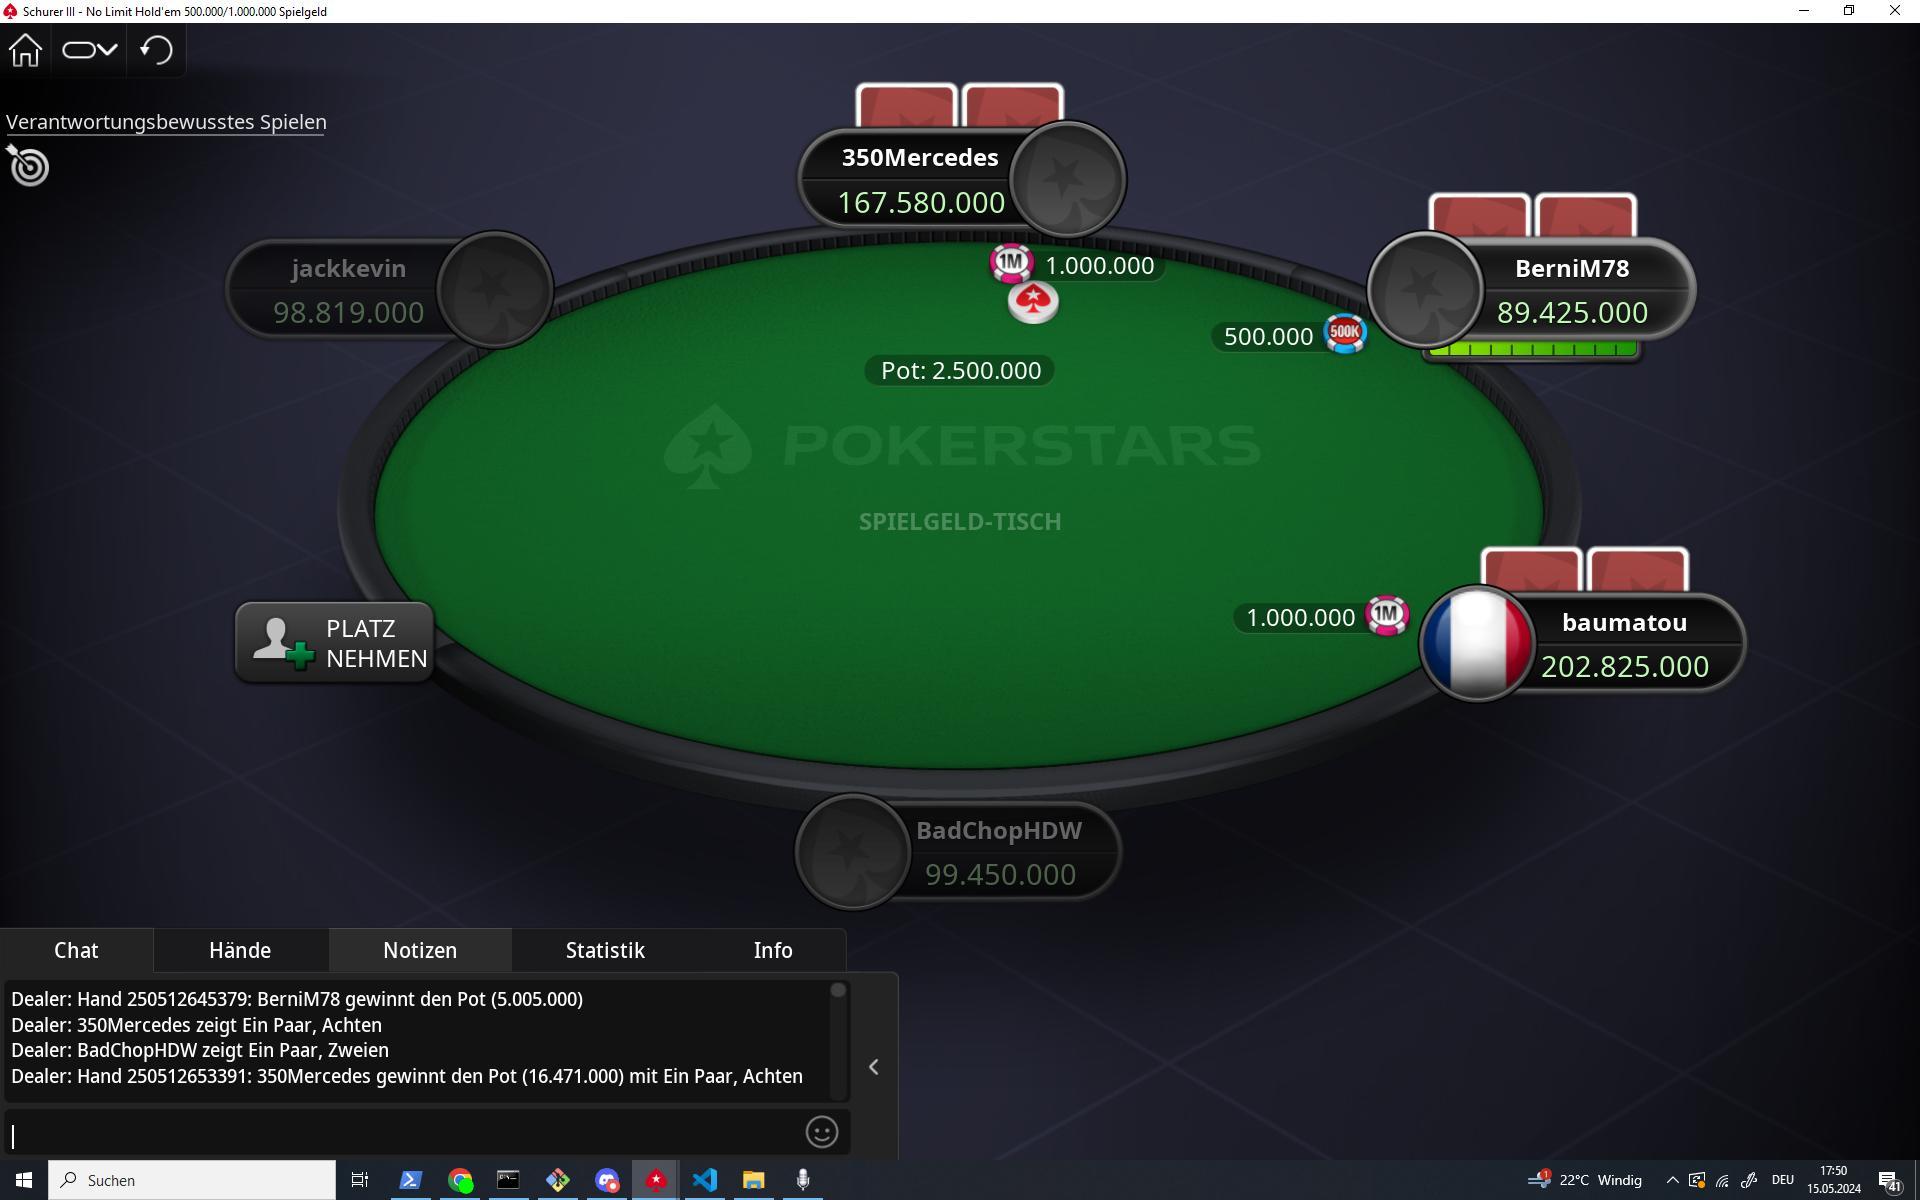 Schurer III - No Limit Hold'em 500.000/1.000.000 Spielgeld
Verantwortungsbewusstes Spielen
350Mercedes
167.580.000
jackkevin
98.819.000
BerniM78
89.425.000
1M
1.000.000
500.000
500K
Pot: 2.500.000
POKERSTARS
SPIELGELD-TISCH
PLATZ
NEHMEN
1.000.000
1M
baumatou
202.825.000
BadChopHDW
99.450.000
Chat Hände Notizen Statistik Info
Dealer: Hand 250512645379: BerniM78 gewinnt den Pot (5.005.000)
Dealer: 350Mercedes zeigt Ein Paar, Achten
Dealer: BadChopHDW zeigt Ein Paar, Zweien
Dealer: Hand 250512653391: 350Mercedes gewinnt den Pot (16.471.000) mit Ein Paar, Achten
Suchen
1
22°C Windig
DEU
17:50
15.05.2024
41